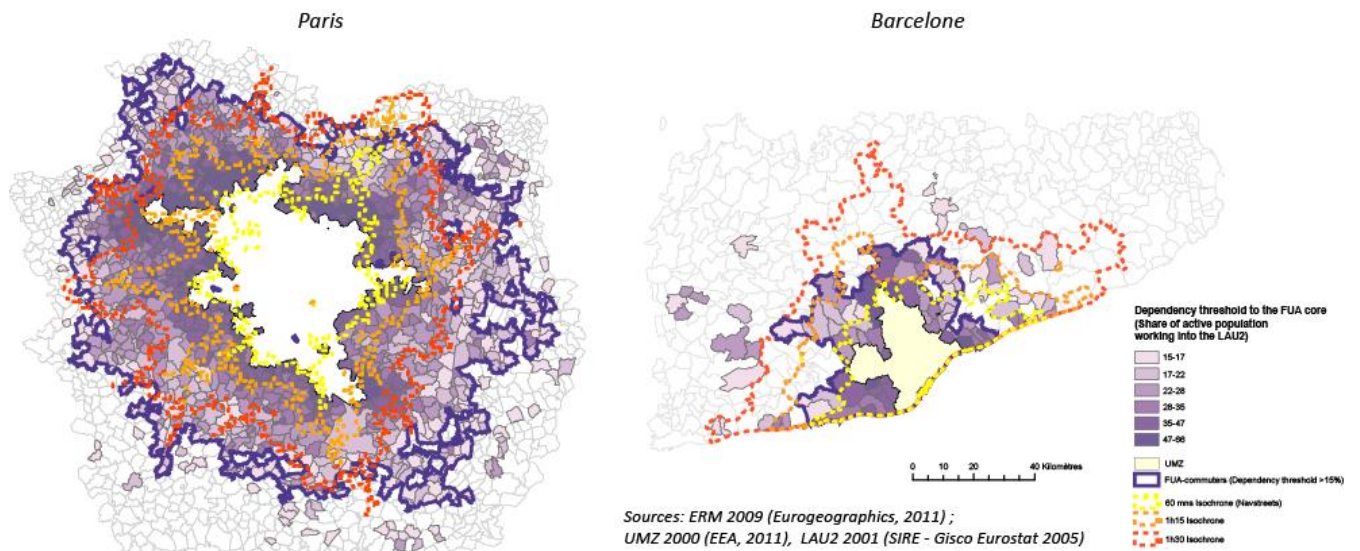 Paris
Barcelone
Dependency threshold to the FUA core
(Share of active population
working into the LAU2)
15-17
17-22
22-28
28-35
35-47
47-66
UMZ
FUA-commuters (Dependency threshold >15%)
60 mns Isochrone (Navstreets)
1h15 Isochrone
1h30 Isochrone
0 10 20 40 Kilomètres
Sources: ERM 2009 (Eurogeographics, 2011) ;
UMZ 2000 (EEA, 2011), LAU2 2001 (SIRE - Gisco Eurostat 2005)